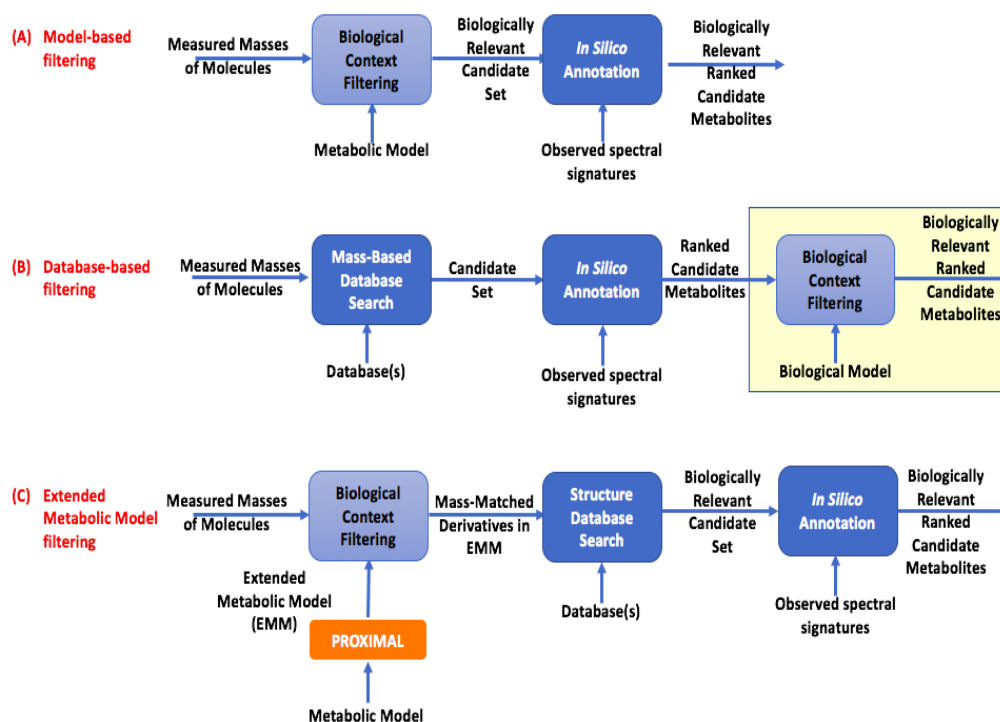 (A) Model-based
filtering
Measured Masses
of Molecules
Biological
Context
Filtering
Metabolic Model
Biologically
Relevant
Candidate
Set
In Silico
Annotation
Observed spectral
signatures
Biologically
Relevant
Ranked
Candidate
Metabolites
(B) Database-based
filtering
Measured Masses
of Molecules
Mass-Based
Database
Search
Database(s)
Candidate
Set
In Silico
Annotation
Observed spectral
signatures
Ranked
Candidate
Metabolites
Biological
Context
Filtering
Biological Model
Biologically
Relevant
Ranked
Candidate
Metabolites
(C) Extended
Metabolic Model
filtering
Measured Masses
of Molecules
Biological
Context
Filtering
Extended
Metabolic Model
(EMM)
PROXIMAL
Metabolic Model
Mass-Matched
Derivatives in
EMM
Structure
Database
Search
Database(s)
Biologically
Relevant
Candidate
Set
In Silico
Annotation
Observed spectral
signatures
Biologically
Relevant
Ranked
Candidate
Metabolites